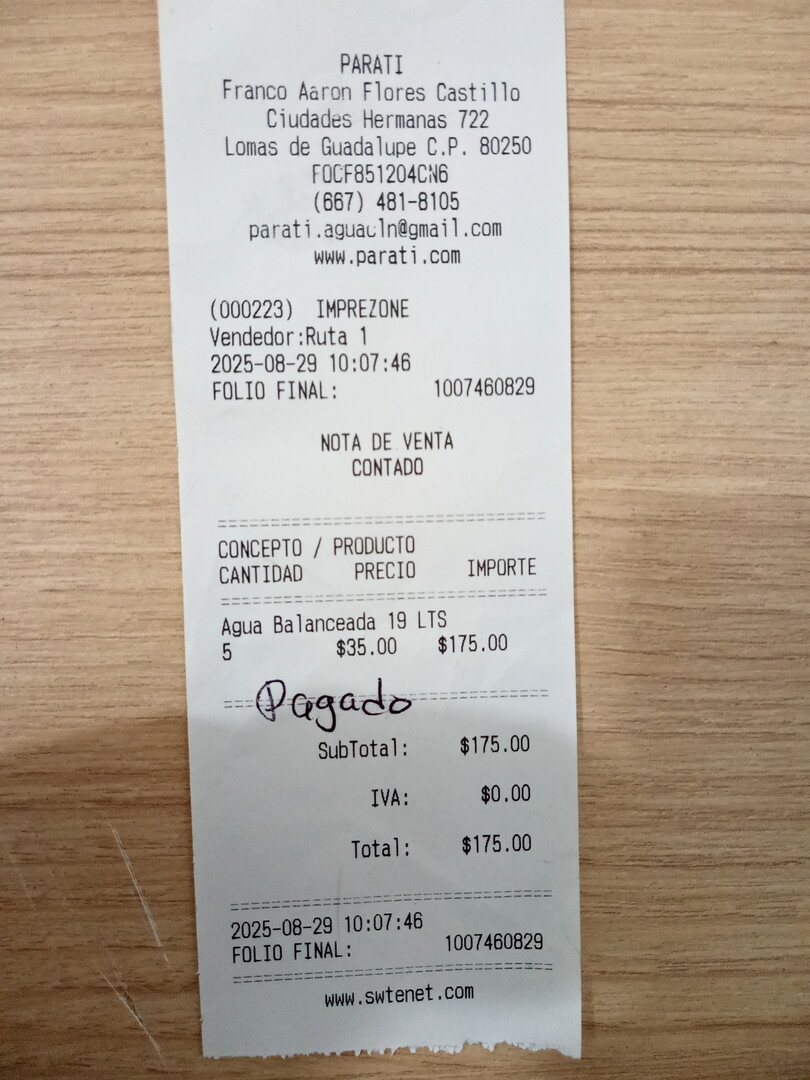 PARATI
Franco Aaron Flores Castillo
Ciudades Hermanas 722
Lomas de Guadalupe C.P. 80250
FOCF851204CN6
(667) 481-8105
parati.aguacln@gmail.com
www.parati.com
(000223) IMPREZONE
Vendedor:Ruta 1
2025-08-29 10:07:46
FOLIO FINAL: 1007460829
NOTA DE VENTA
CONTADO
CONCEPTO / PRODUCTO
CANTIDAD PRECIO IMPORTE
Agua Balanceada 19 LTS
5 $35.00 $175.00
Pagado
SubTotal: $175.00
IVA: $0.00
Total: $175.00
2025-08-29 10:07:46
FOLIO FINAL: 1007460829
www.swtenet.com